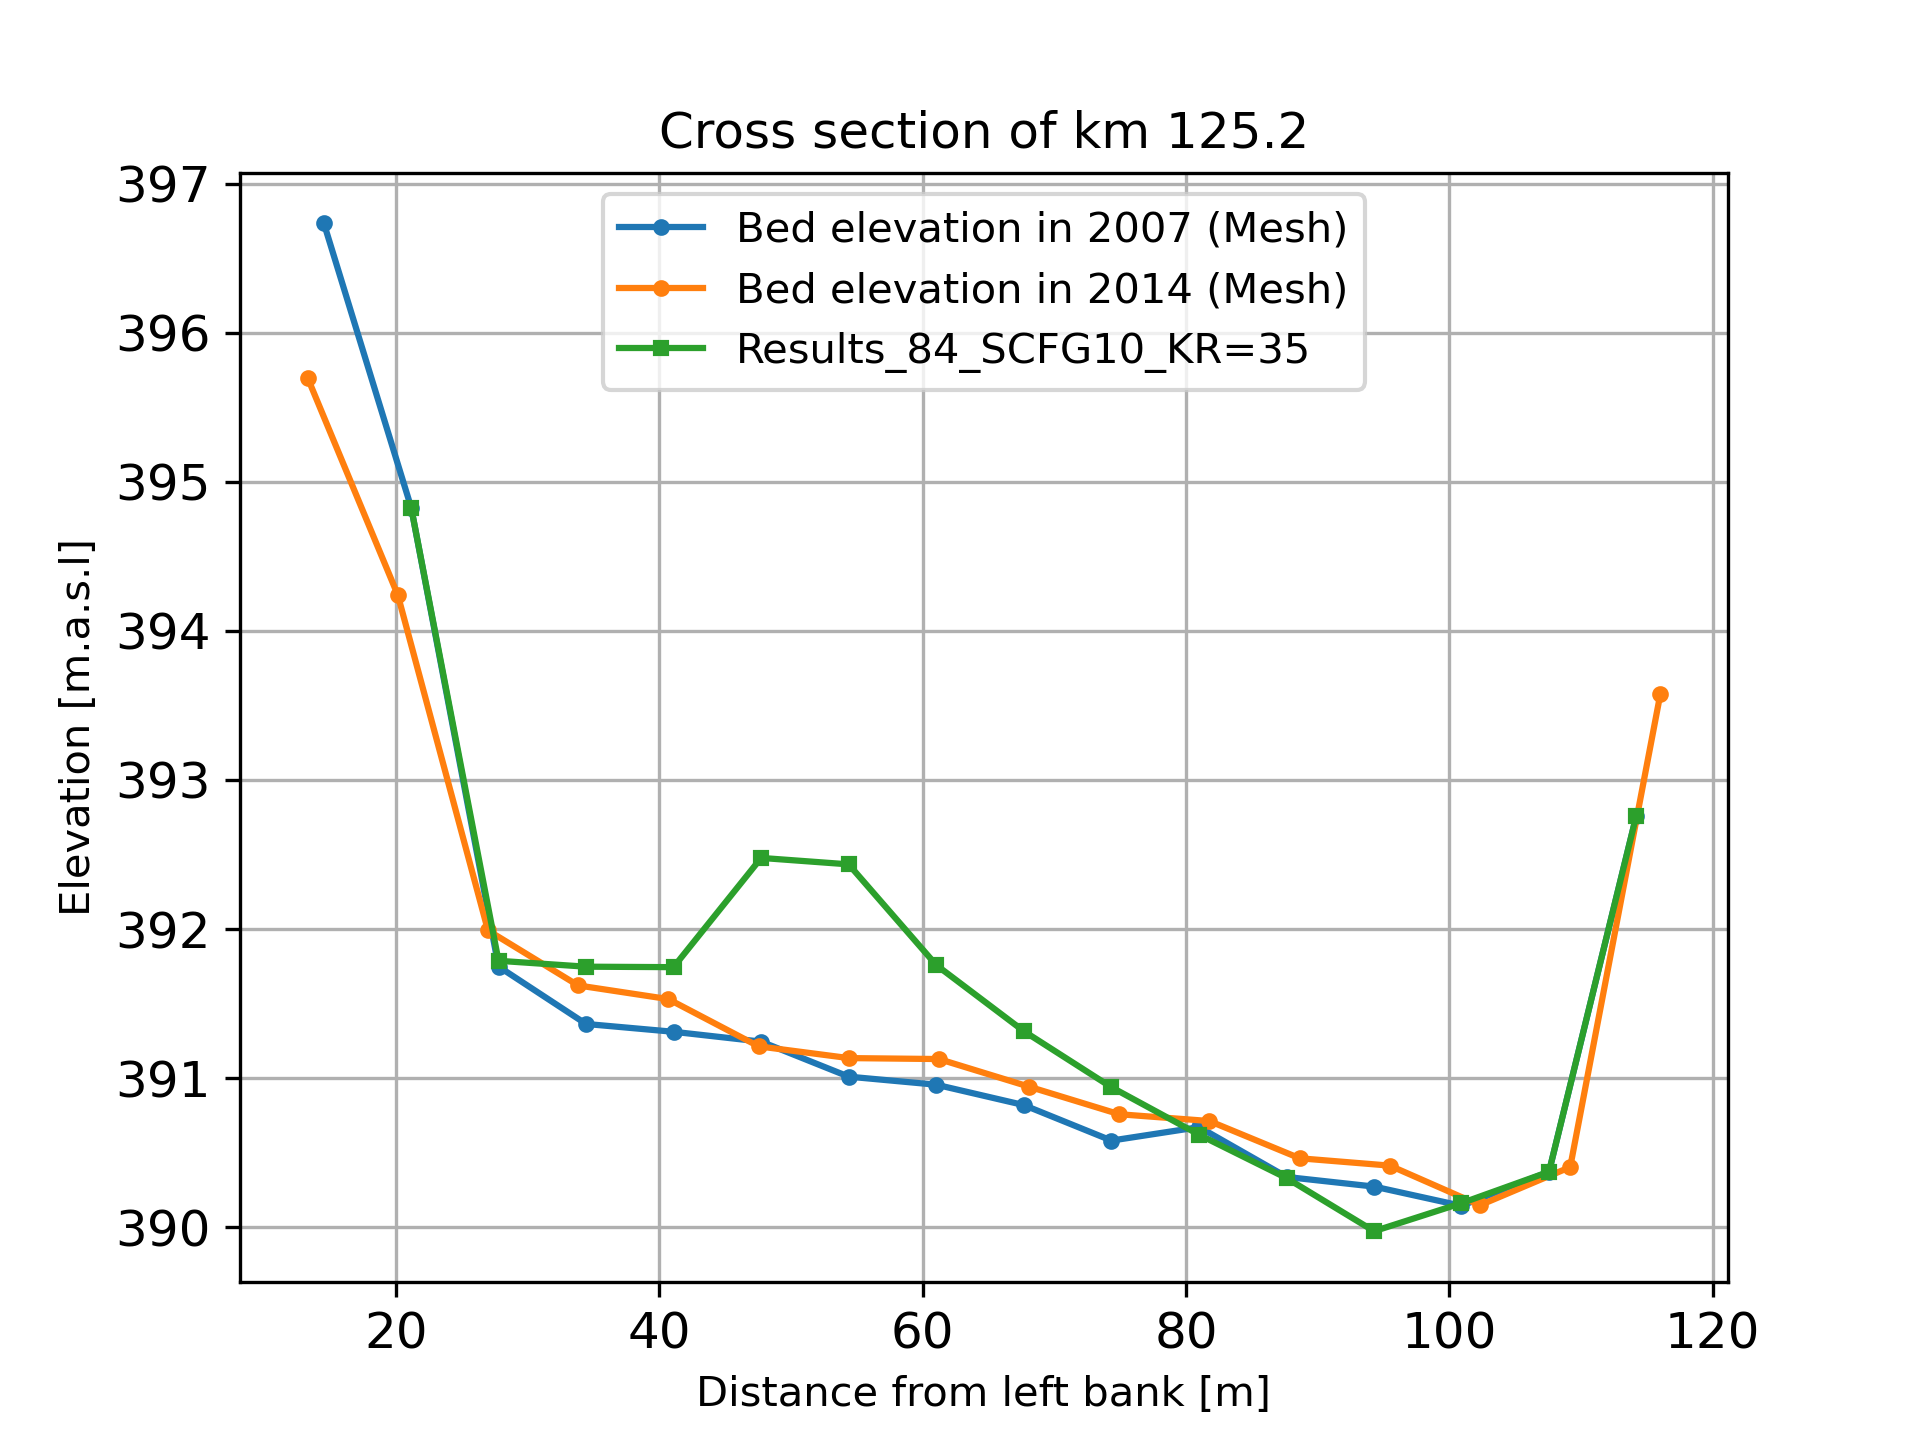 Cross section of km 125.2
Bed elevation in 2007 (Mesh)
Bed elevation in 2014 (Mesh)
Results_84_SCFG10_KR=35
Elevation [m.a.s.l]
397
396
395
394
393
392
391
390
20 40 60 80 100 120
Distance from left bank [m]